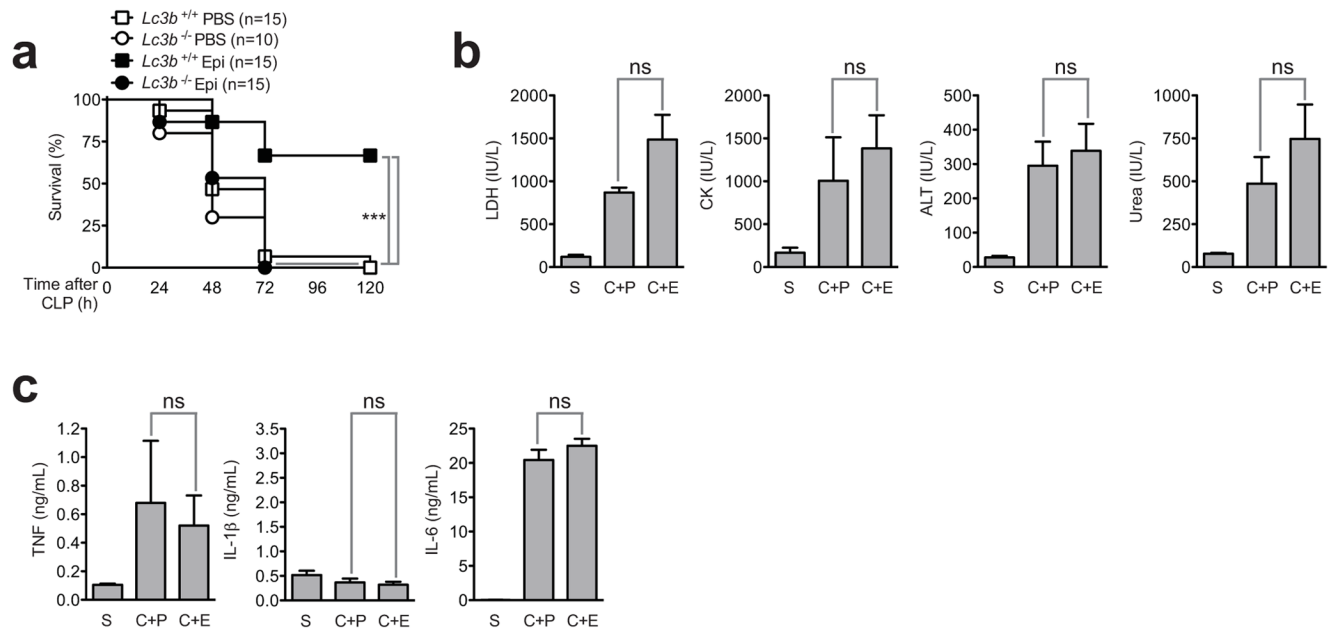 a
Lc3b +/+ PBS (n=15)
Lc3b -/- PBS (n=10)
Lc3b +/+ Epi (n=15)
Lc3b -/- Epi (n=15)
Survival (%)
100
75
50
25
0
***
Time after CLP (h)
0 24 48 72 96 120
b
ns
LDH (IU/L)
2000
1500
1000
500
0
S C+P C+E
ns
CK (IU/L)
2000
1500
1000
500
0
S C+P C+E
ns
ALT (IU/L)
500
400
300
200
100
0
S C+P C+E
ns
Urea (IU/L)
1000
750
500
250
0
S C+P C+E
c
ns
TNF (ng/mL)
1.2
1.0
0.8
0.6
0.4
0.2
0.0
S C+P C+E
ns
IL-1β (ng/mL)
3.5
3.0
2.5
2.0
1.5
1.0
0.5
0.0
S C+P C+E
ns
IL-6 (ng/mL)
25
20
15
10
5
0
S C+P C+E